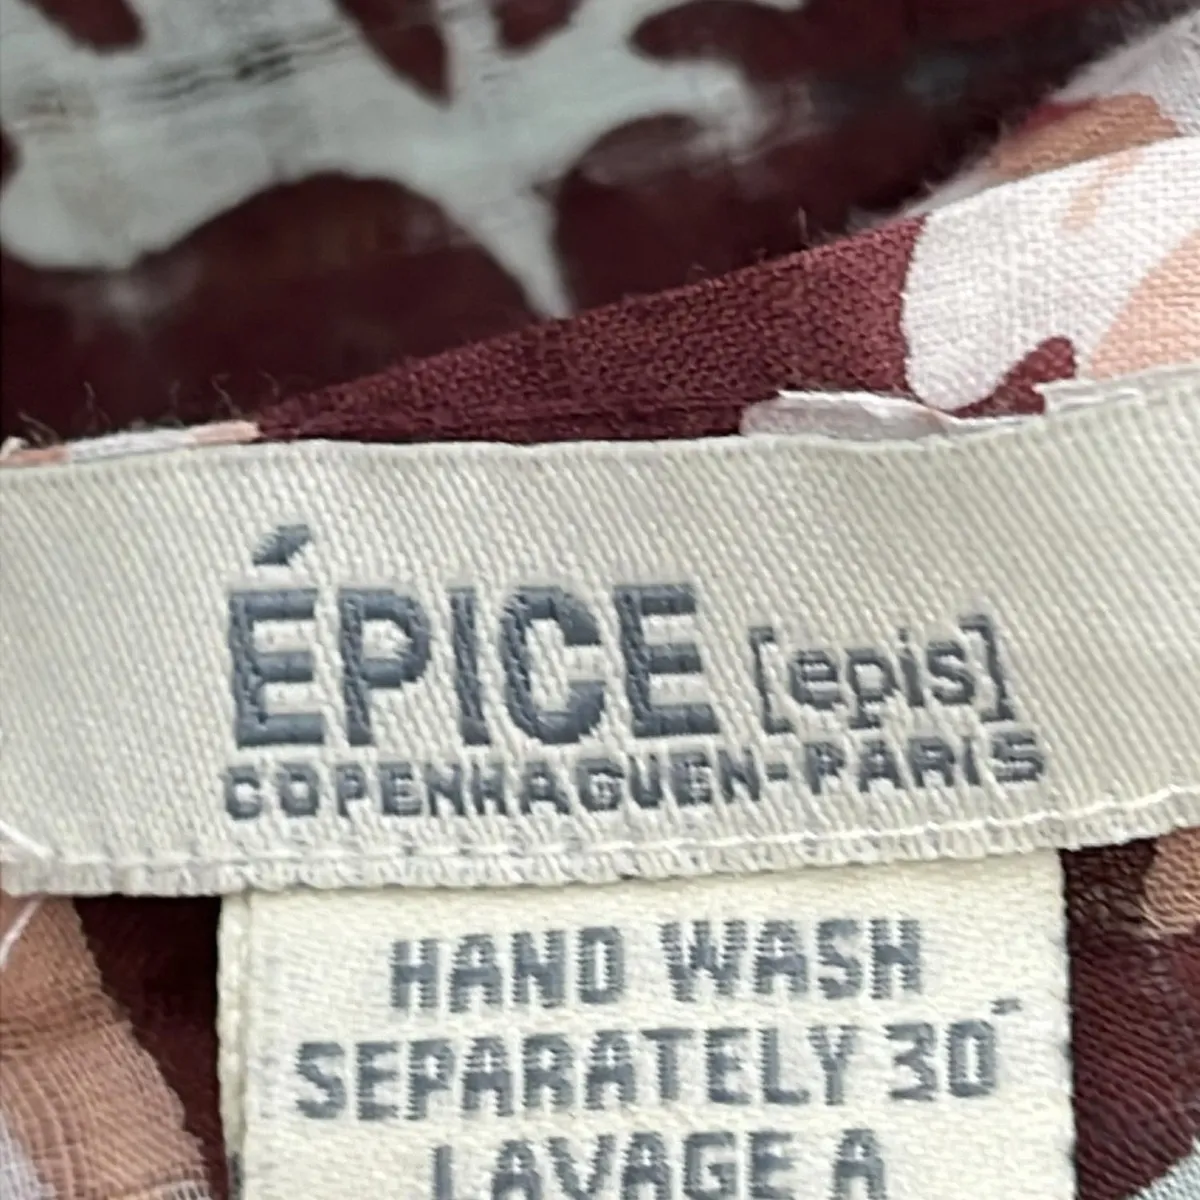 ÉPICE [epis]
COPENHAGUEN-PARIS
HAND WASH
SEPARATELY 30°
LAVAGE A